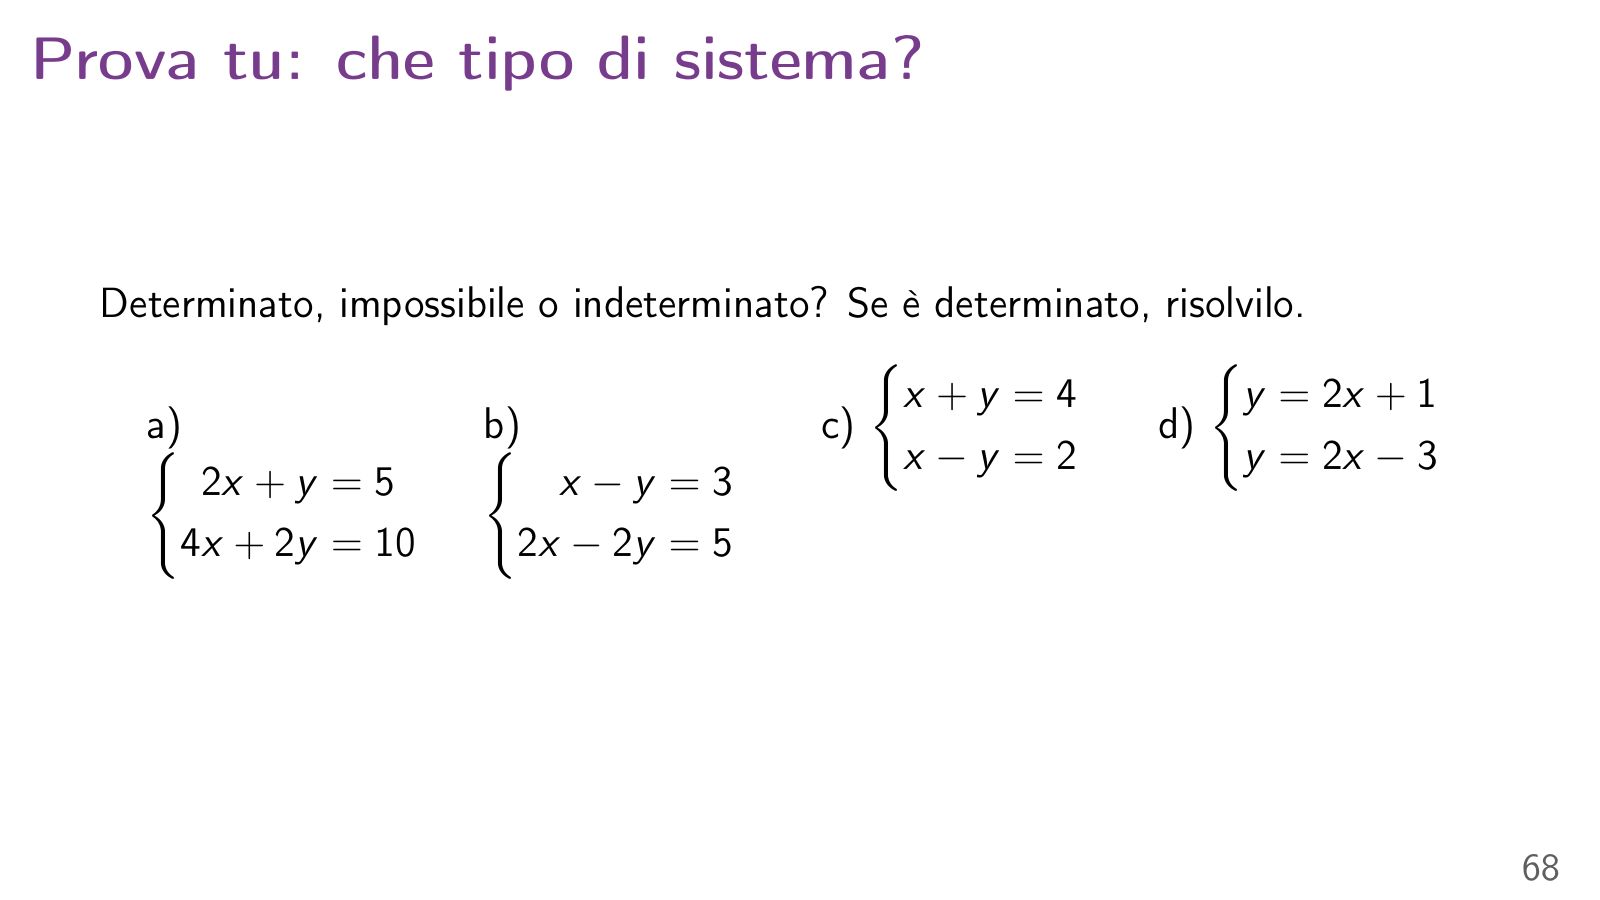 Prova tu: che tipo di sistema?
Determinato, impossibile o indeterminato? Se è determinato, risolvilo.
a)
2x + y = 5
4x + 2y = 10
b)
x − y = 3
2x − 2y = 5
c)
x + y = 4
x − y = 2
d)
y = 2x + 1
y = 2x − 3
68